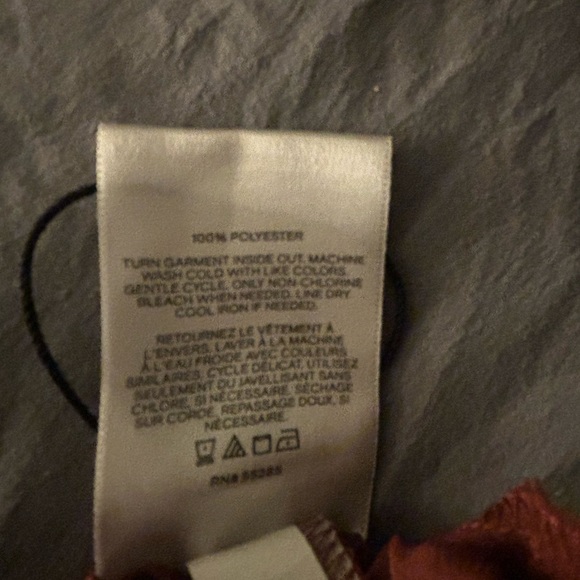 100% POLYESTER
TURN GARMENT INSIDE OUT. MACHINE
WASH COLD WITH LIKE COLORS.
GENTLE CYCLE. ONLY NON-CHLORINE
BLEACH WHEN NEEDED. LINE DRY
COOL IRON IF NEEDED.
RETOURNEZ LE VÊTEMENT À
L'ENVERS. LAVER À LA MACHINE
À L'EAU FROIDE AVEC COULEURS
SIMILAIRES. CYCLE DÉLICAT. UTILISEZ
SEULEMENT DU JAVELLISANT SANS
CHLORE, SI NÉCESSAIRE. SÉCHAGE
SUR CORDE. REPASSAGE DOUX, SI
NÉCESSAIRE.
RN# 55285